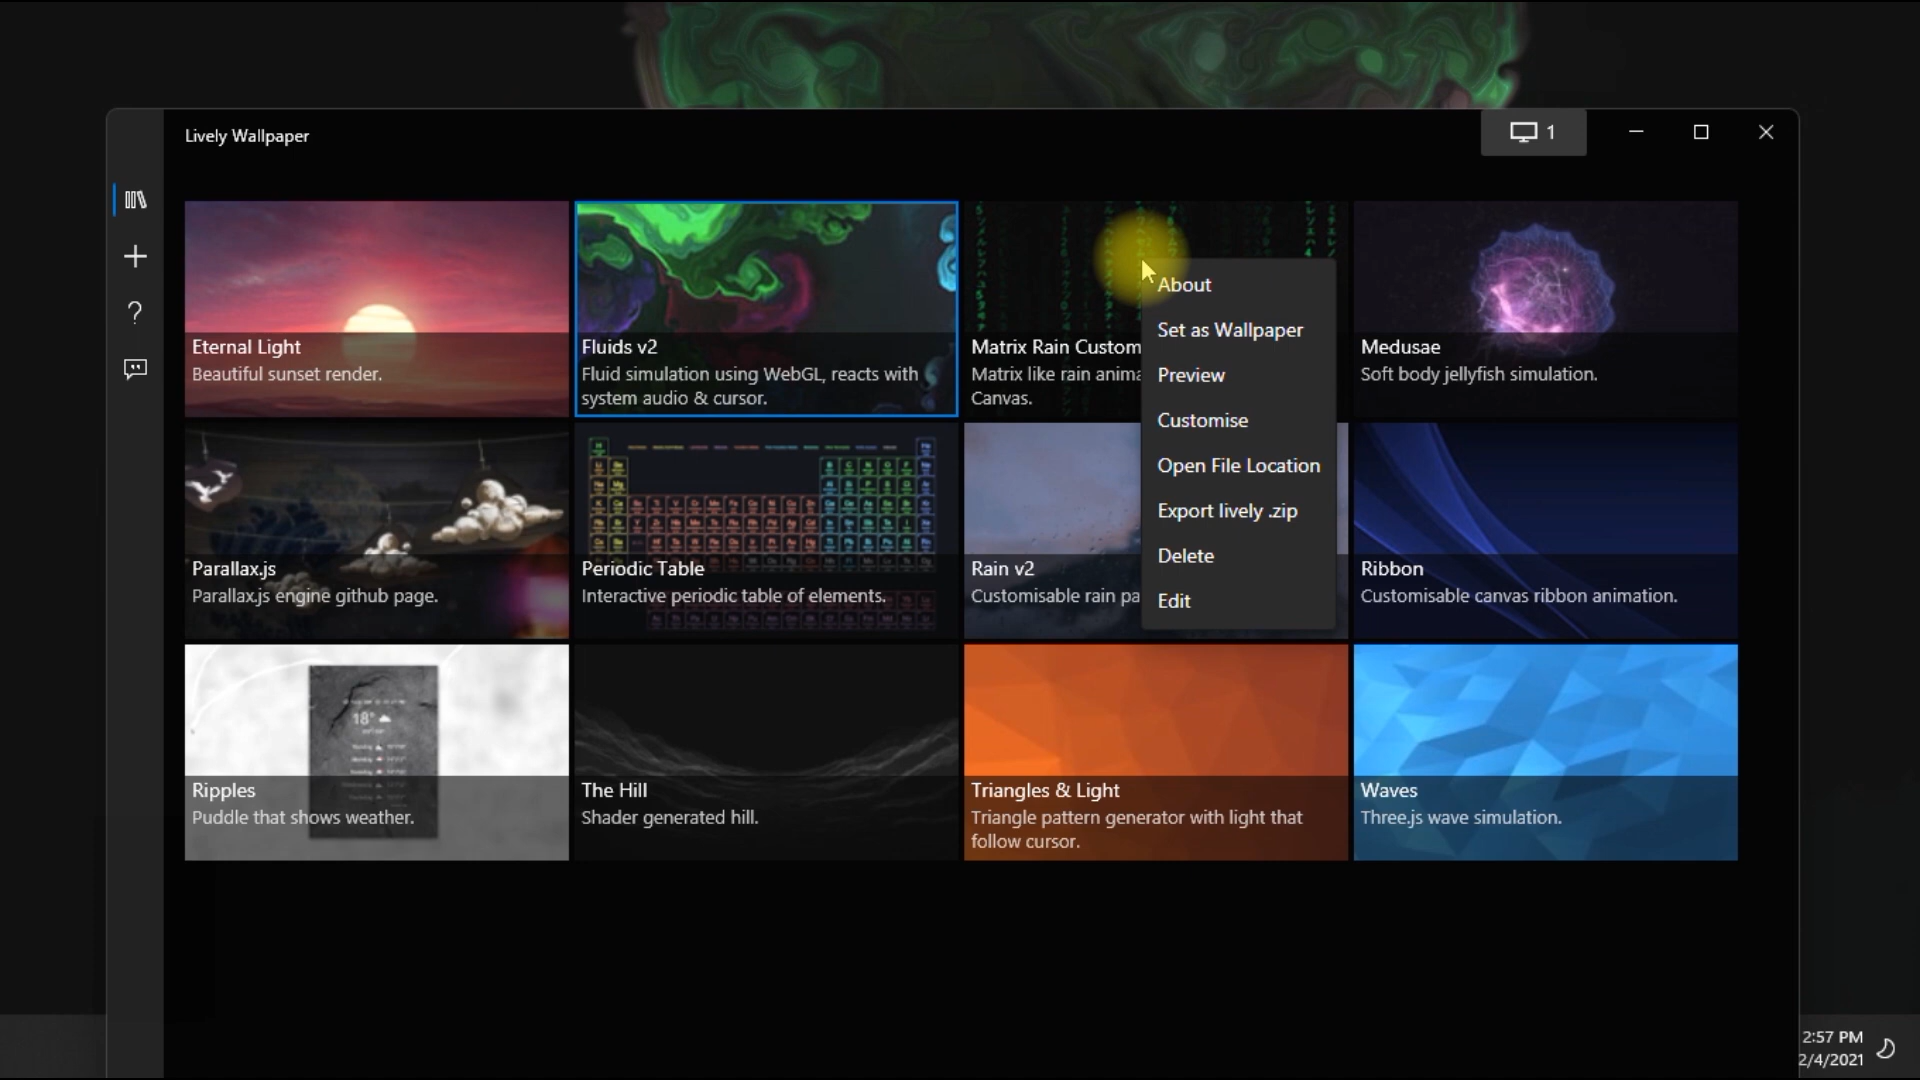 Lively Wallpaper
1
Eternal Light
Beautiful sunset render.
Fluids v2
Fluid simulation using WebGL, reacts with
system audio & cursor.
Matrix Rain Custom
Matrix like rain anima
Canvas.
About
Set as Wallpaper
Preview
Customise
Open File Location
Export lively .zip
Delete
Edit
Medusae
Soft body jellyfish simulation.
Parallax.js
Parallax.js engine github page.
Periodic Table
Interactive periodic table of elements.
Rain v2
Customisable rain pa
Ribbon
Customisable canvas ribbon animation.
18°
Ripples
Puddle that shows weather.
The Hill
Shader generated hill.
Triangles & Light
Triangle pattern generator with light that
follow cursor.
Waves
Three.js wave simulation.
2:57 PM
2/4/2021